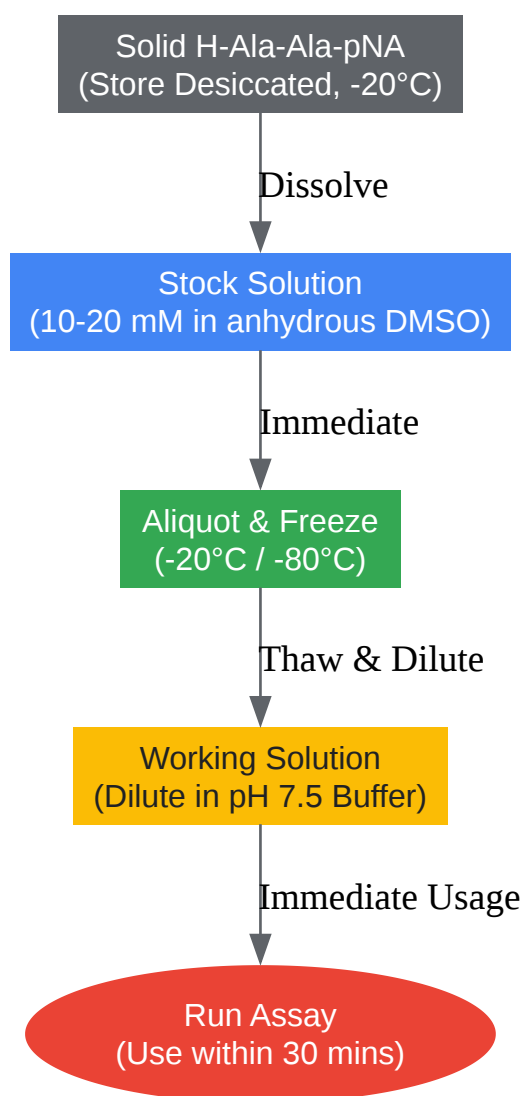 Solid H-Ala-Ala-pNA
(Store Desiccated, -20°C)
Dissolve
Stock Solution
(10-20 mM in anhydrous DMSO)
Immediate
Aliquot & Freeze
(-20°C / -80°C)
Thaw & Dilute
Working Solution
(Dilute in pH 7.5 Buffer)
Immediate Usage
Run Assay
(Use within 30 mins)